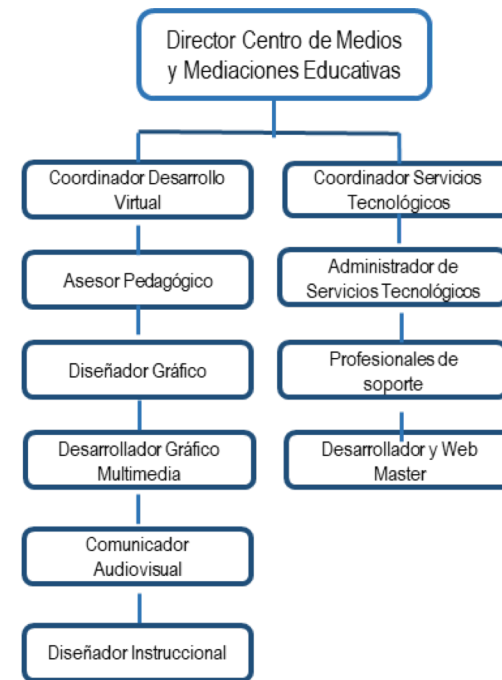 Director Centro de Medios
y Mediaciones Educativas
Coordinador Desarrollo
Virtual
Asesor Pedagógico
Diseñador Gráfico
Desarrollador Gráfico
Multimedia
Comunicador
Audiovisual
Diseñador Instruccional
Coordinador Servicios
Tecnológicos
Administrador de
Servicios Tecnológicos
Profesionales de
soporte
Desarrollador y Web
Master